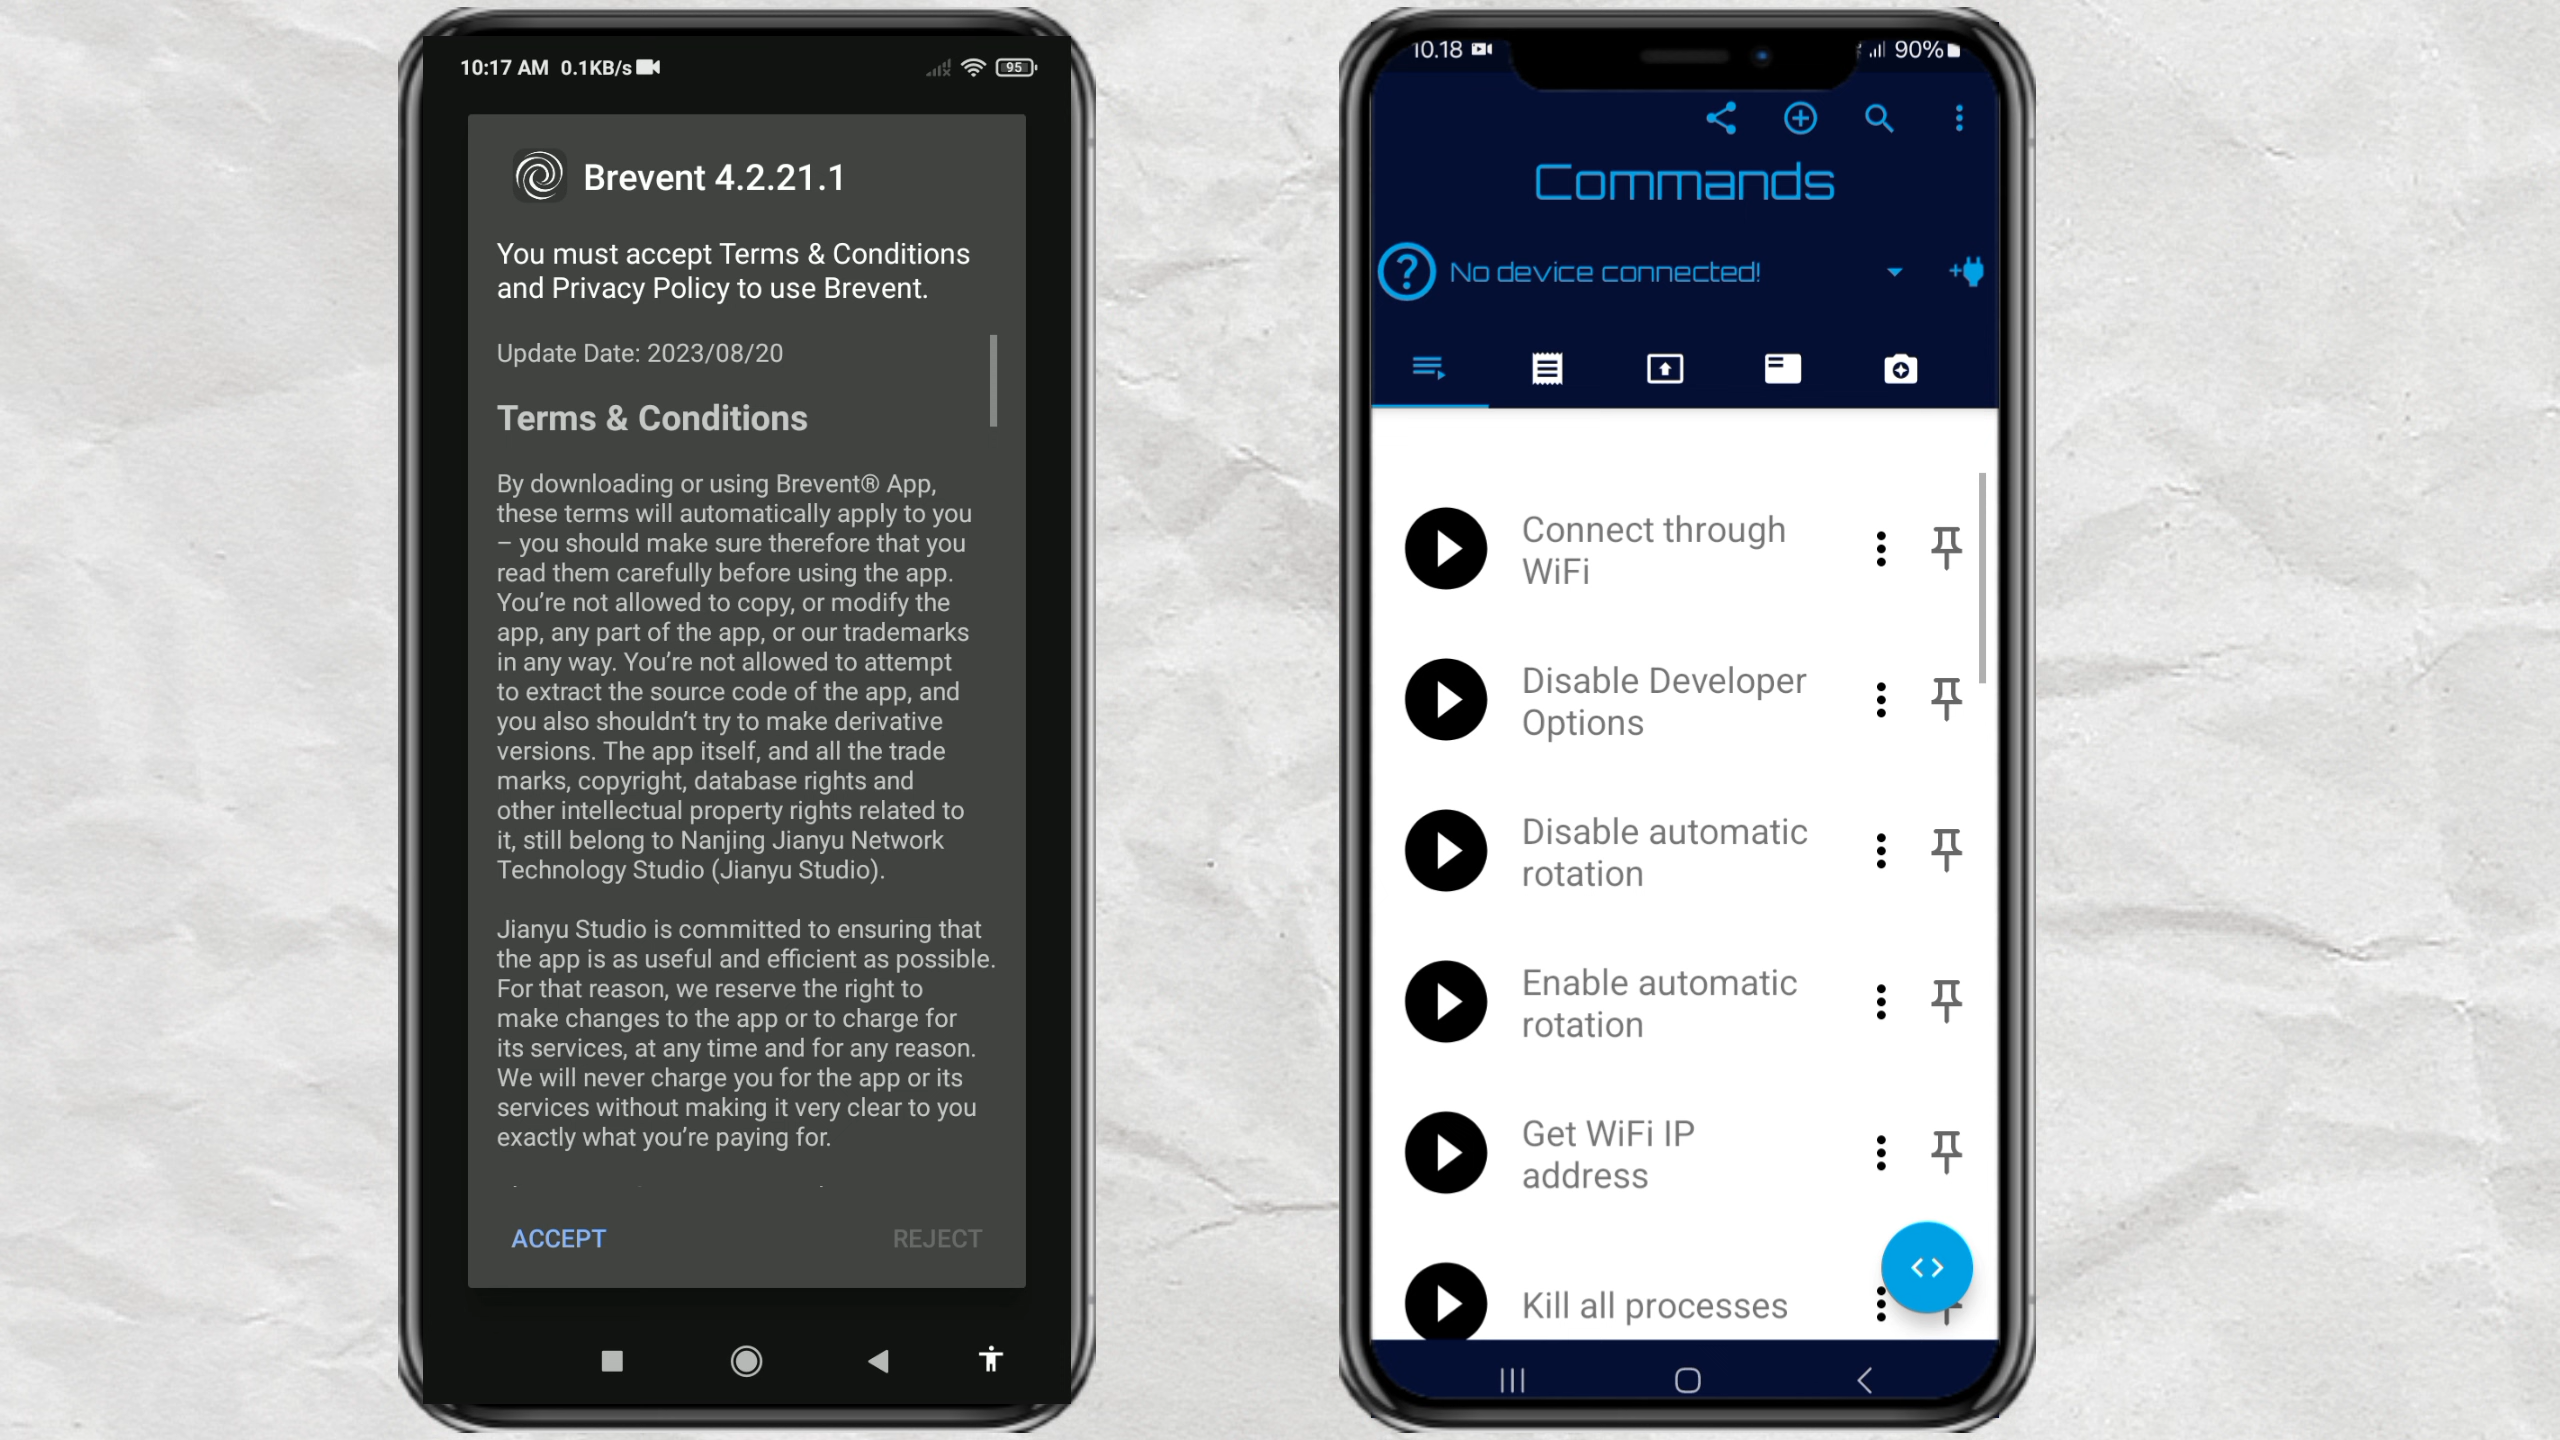 10:17 AM 0.1KB/s
95
Brevent 4.2.21.1
You must accept Terms & Conditions
and Privacy Policy to use Brevent.
Update Date: 2023/08/20
Terms & Conditions
By downloading or using Brevent® App,
these terms will automatically apply to you
– you should make sure therefore that you
read them carefully before using the app.
You’re not allowed to copy, or modify the
app, any part of the app, or our trademarks
in any way. You’re not allowed to attempt
to extract the source code of the app, and
you also shouldn’t try to make derivative
versions. The app itself, and all the trade
marks, copyright, database rights and
other intellectual property rights related to
it, still belong to Nanjing Jianyu Network
Technology Studio (Jianyu Studio).
Jianyu Studio is committed to ensuring that
the app is as useful and efficient as possible.
For that reason, we reserve the right to
make changes to the app or to charge for
its services, at any time and for any reason.
We will never charge you for the app or its
services without making it very clear to you
exactly what you’re paying for.
ACCEPT REJECT
10.18 90%
Commands
No device connected!
Connect through
WiFi
Disable Developer
Options
Disable automatic
rotation
Enable automatic
rotation
Get WiFi IP
address
Kill all processes